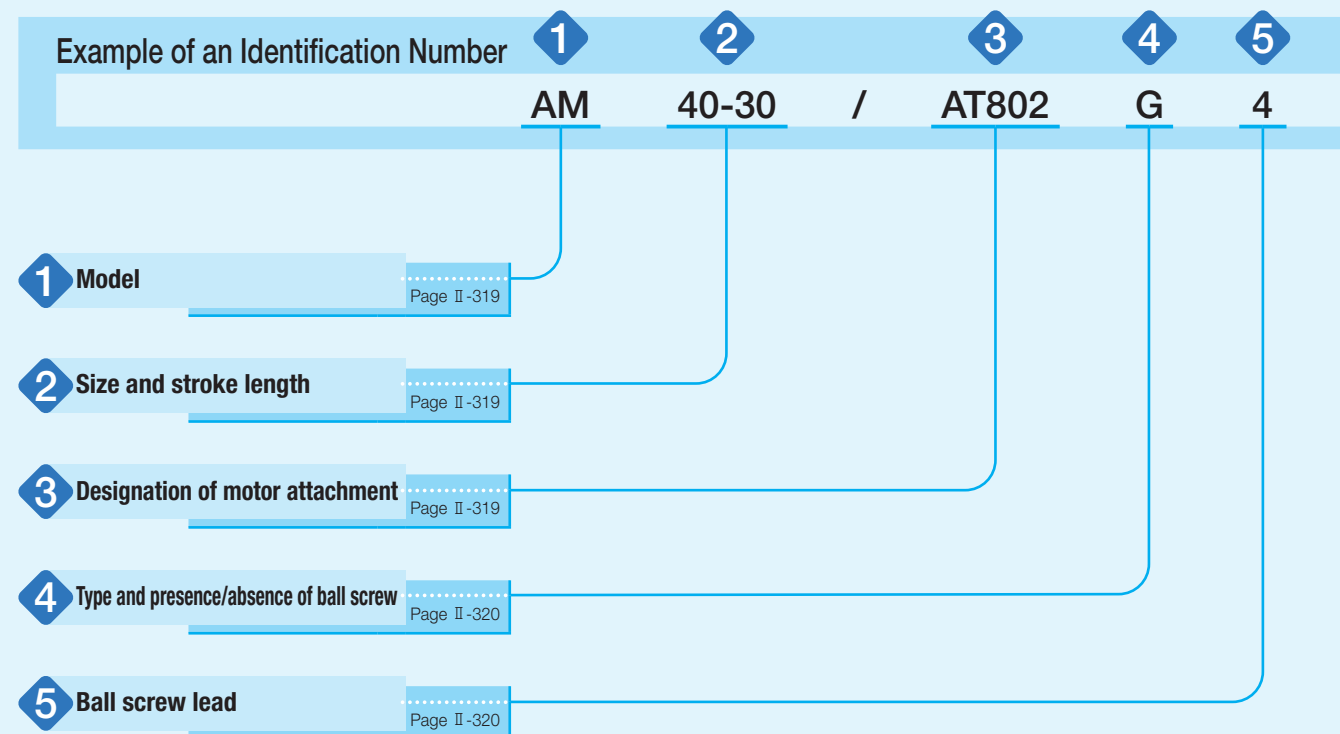 Example of an Identification Number 1 2 3 4 5
AM 40-30 / AT802 G 4
1 Model
Page Ⅱ-319
2 Size and stroke length
Page Ⅱ-319
3 Designation of motor attachment
Page Ⅱ-319
4 Type and presence/absence of ball screw
Page Ⅱ-320
5 Ball screw lead
Page Ⅱ-320